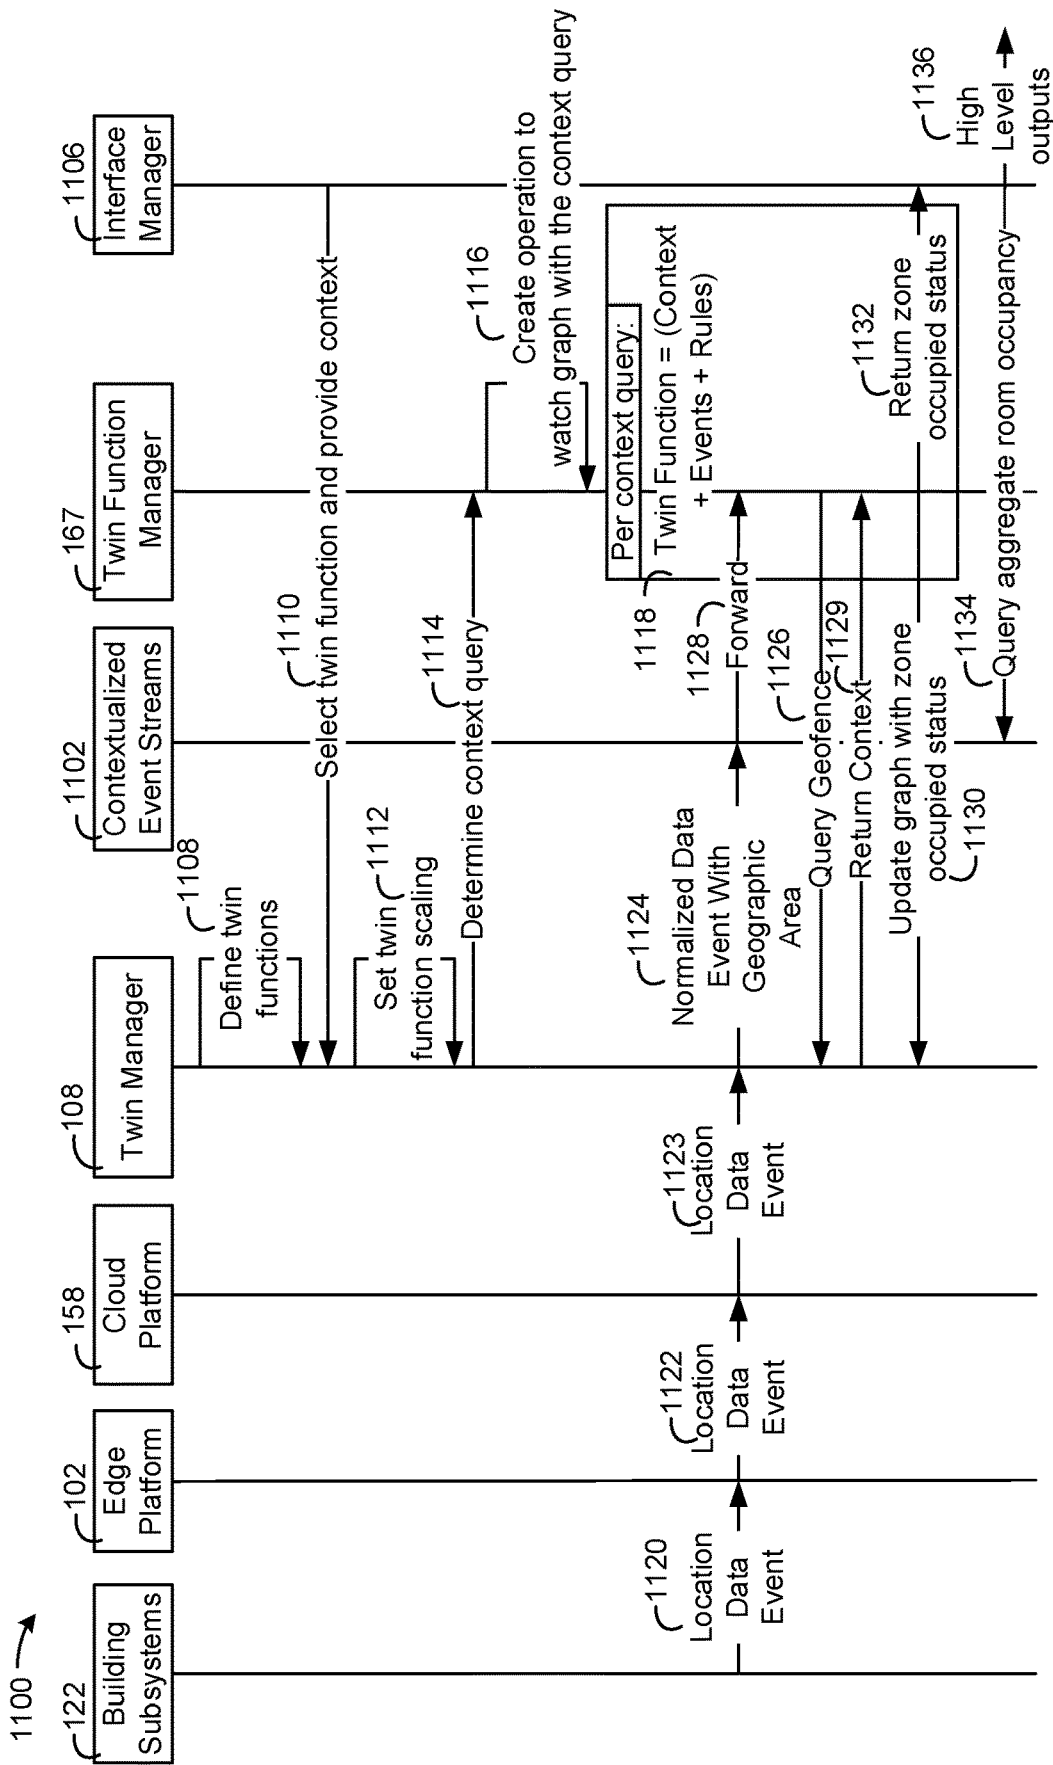 1100
122
Building
Subsystems
102
Edge
Platform
158
Cloud
Platform
108
Twin Manager
1102
Contextualized
Event Streams
167
Twin Function
Manager
1106
Interface
Manager
1108
Define twin
functions
1110
Select twin function and provide context
1112
Set twin
function scaling
1114
Determine context query
1116
Create operation to
watch graph with the context query
Per context query:
1118
Twin Function = (Context
+ Events + Rules)
1120
Location
Data
Event
1122
Location
Data
Event
1123
Location
Data
Event
1124
Normalized Data
Event With
Geographic
Area
1128
Forward
1126
Query Geofence
1129
Return Context
Update graph with zone
occupied status
1130
1132
Return zone
occupied status
1134
Query aggregate room occupancy
1136
High
Level
outputs